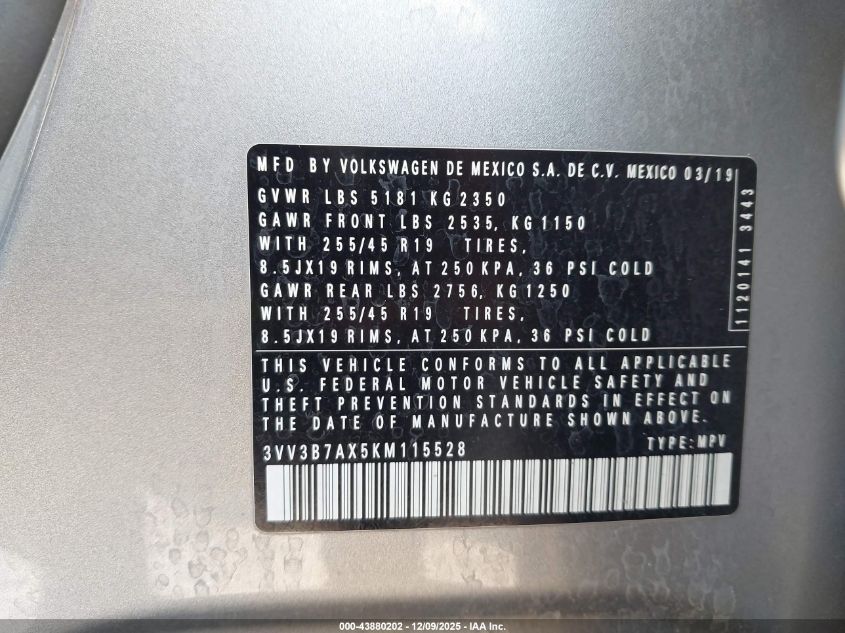 MFD BY VOLKSWAGEN DE MEXICO S.A. DE C.V. MEXICO 03/19
GVWR LBS 5181 KG 2350
GAWR FRONT LBS 2535, KG 1150
WITH 255/45 R19 TIRES,
8.5JX19 RIMS, AT 250 KPA, 36 PSI COLD
GAWR REAR LBS 2756, KG 1250
WITH 255/45 R19 TIRES,
8.5JX19 RIMS, AT 250 KPA, 36 PSI COLD
1120141 3443
THIS VEHICLE CONFORMS TO ALL APPLICABLE
U.S. FEDERAL MOTOR VEHICLE SAFETY AND
THEFT PREVENTION STANDARDS IN EFFECT ON
THE DATE OF MANUFACTURE SHOWN ABOVE.
3VV3B7AX5KM115528 TYPE: MPV
000-43880202 - 12/09/2025 - IAA Inc.